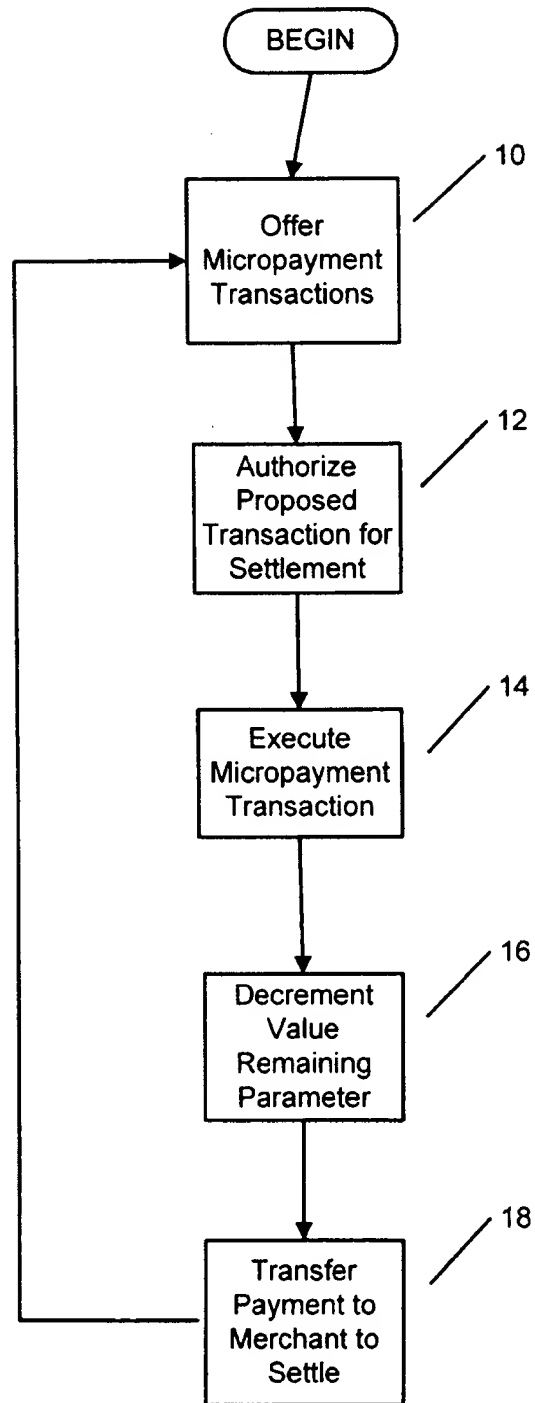 BEGIN
10
Offer
Micropayment
Transactions
12
Authorize
Proposed
Transaction for
Settlement
14
Execute
Micropayment
Transaction
16
Decrement
Value
Remaining
Parameter
18
Transfer
Payment to
Merchant to
Settle